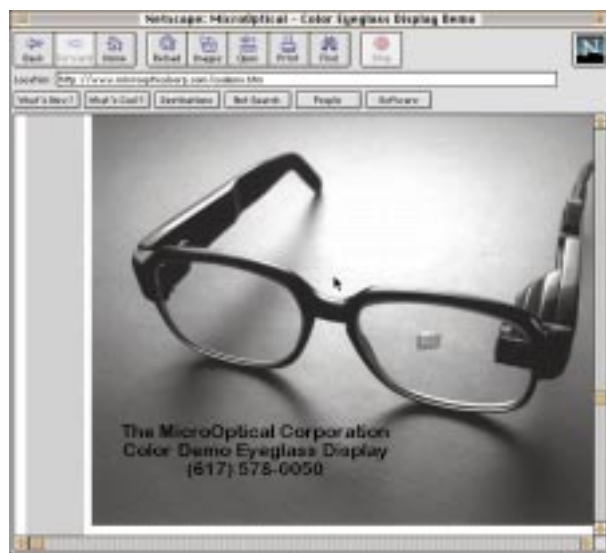 Netscape: MicroOptical - Color Eyeglass Display Demo
Back Forward Home Reload Images Open Print Find Stop
N
Location:
What's New? What's Cool? Destinations Net Search People Software
The MicroOptical Corporation
Color Demo Eyeglass Display
(617) 578-0050